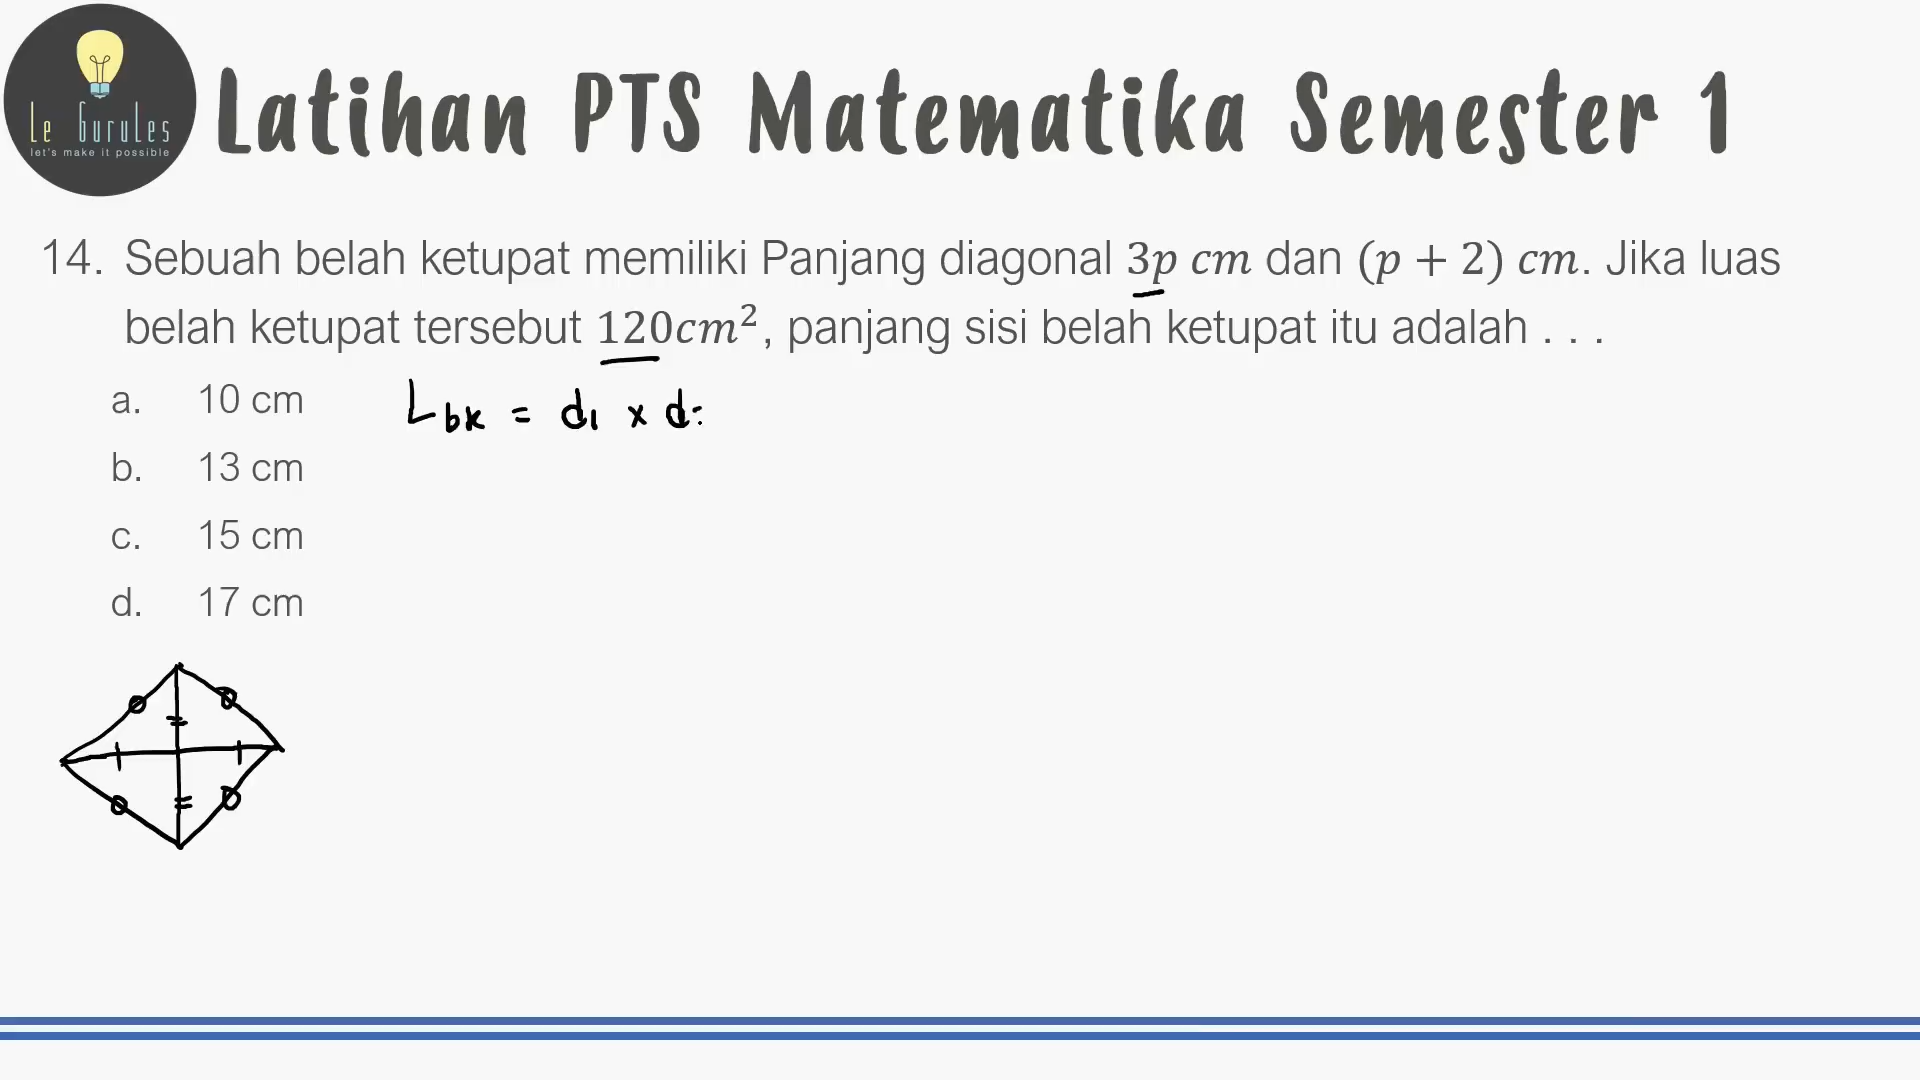 Le GuruLes
let's make it possible
Latihan PTS Matematika Semester 1
14. Sebuah belah ketupat memiliki Panjang diagonal 3p cm dan (p + 2) cm. Jika luas
belah ketupat tersebut 120cm², panjang sisi belah ketupat itu adalah . . .
a. 10 cm
L bk = d₁ x d
b. 13 cm
c. 15 cm
d. 17 cm